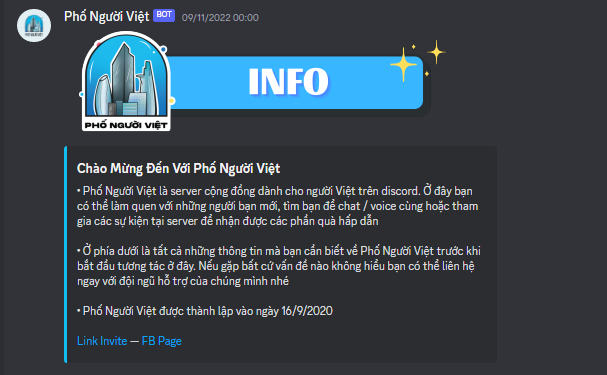 Phố Người Việt BOT 09/11/2022 00:00
INFO
PHỐ NGƯỜI VIỆT
Chào Mừng Đến Với Phố Người Việt
• Phố Người Việt là server cộng đồng dành cho người Việt trên discord. Ở đây bạn
có thể làm quen với những người bạn mới, tìm bạn để chat / voice cùng hoặc tham
gia các sự kiện tại server để nhận được các phần quà hấp dẫn
• Ở phía dưới là tất cả những thông tin mà bạn cần biết về Phố Người Việt trước khi
bắt đầu tương tác ở đây. Nếu gặp bất cứ vấn đề nào không hiểu bạn có thể liên hệ
ngay với đội ngũ hỗ trợ của chúng mình nhé
• Phố Người Việt được thành lập vào ngày 16/9/2020
Link Invite — FB Page